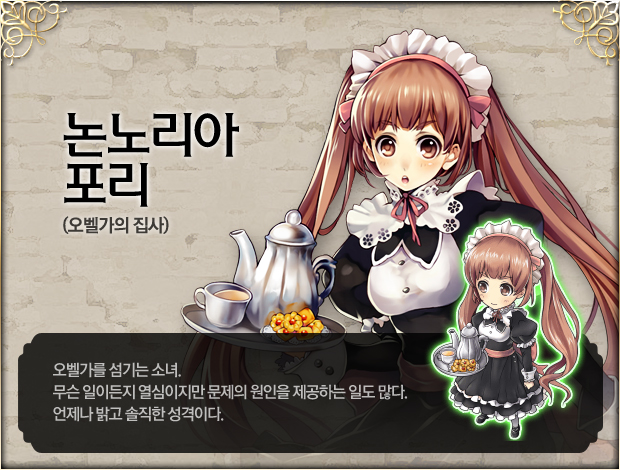 논노리아
포리
(오벨가의 집사)
오벨가를 섬기는 소녀.
무슨 일이든지 열심이지만 문제의 원인을 제공하는 일도 많다.
언제나 밝고 솔직한 성격이다.